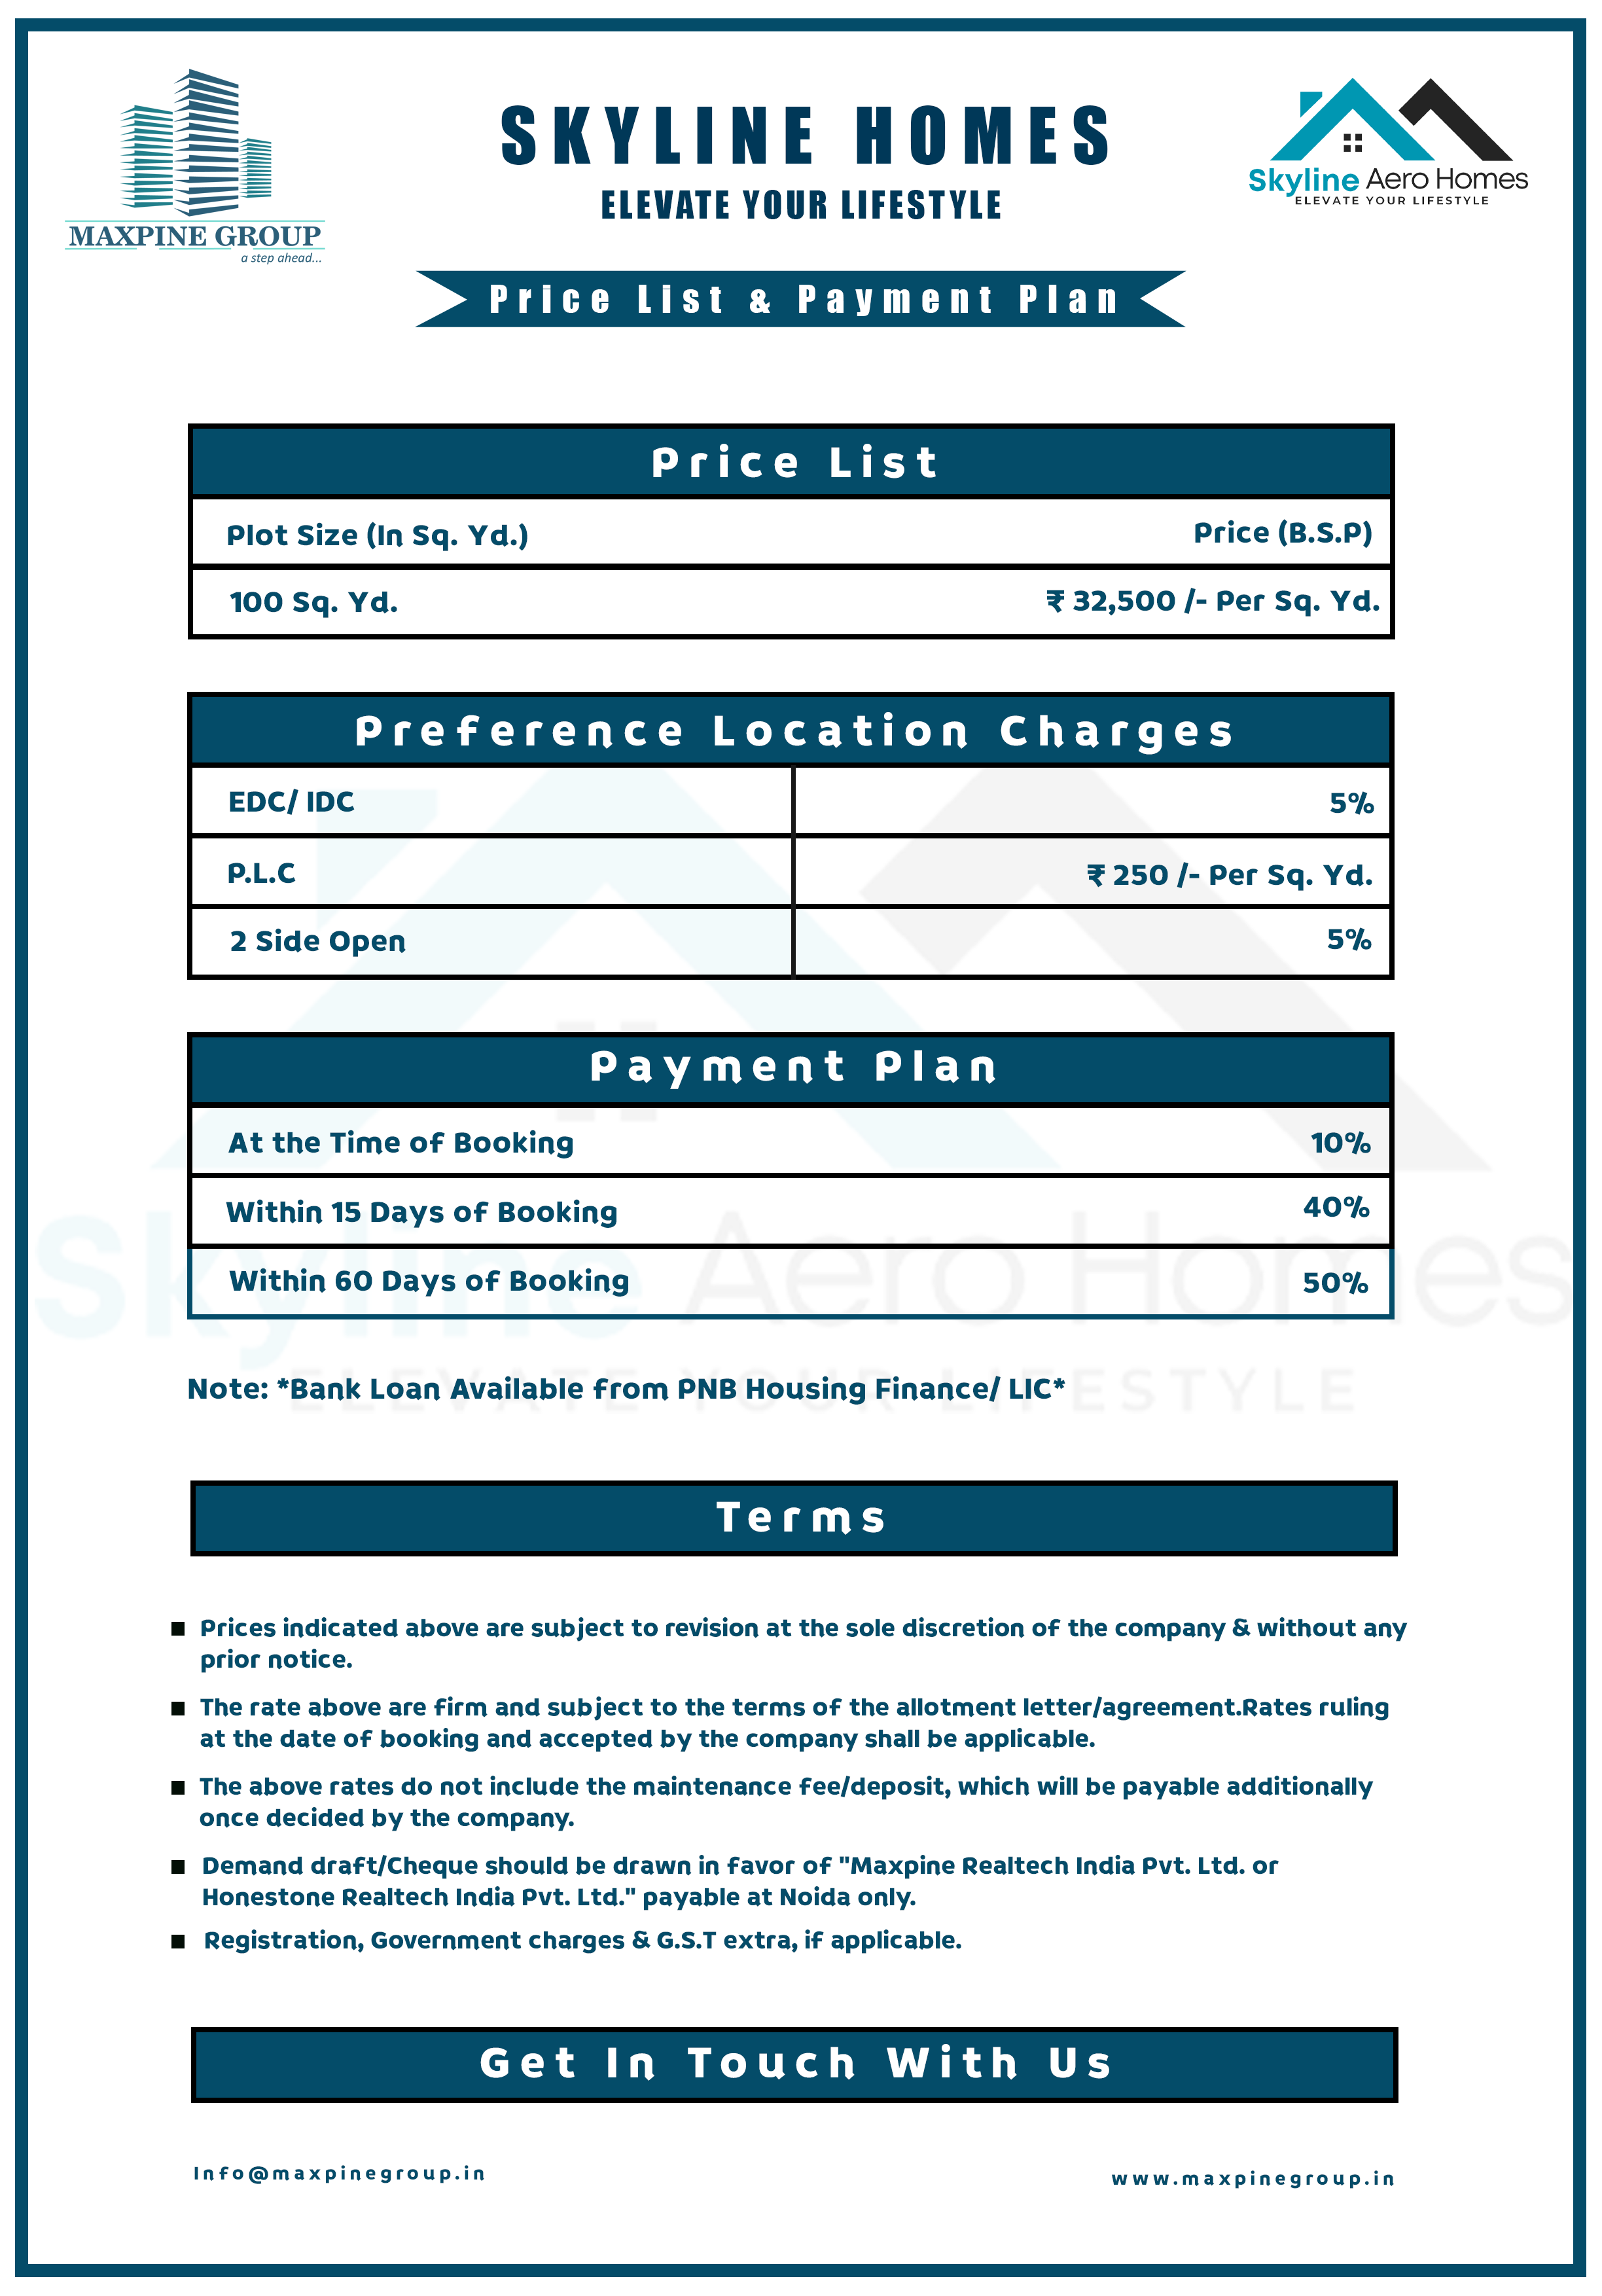 MAXPINE GROUP
a step ahead...
SKYLINE HOMES
ELEVATE YOUR LIFESTYLE
Skyline Aero Homes
ELEVATE YOUR LIFESTYLE
Price List & Payment Plan
Price List
Plot Size (In Sq. Yd.) Price (B.S.P)
100 Sq. Yd. ₹ 32,500 /- Per Sq. Yd.
Preference Location Charges
EDC/ IDC 5%
P.L.C ₹ 250 /- Per Sq. Yd.
2 Side Open 5%
Payment Plan
At the Time of Booking 10%
Within 15 Days of Booking 40%
Within 60 Days of Booking 50%
Skyline Aero Homes
ELEVATE YOUR LIFESTYLE
Note: *Bank Loan Available from PNB Housing Finance/ LIC*
Terms
Prices indicated above are subject to revision at the sole discretion of the company & without any
prior notice.
The rate above are firm and subject to the terms of the allotment letter/agreement.Rates ruling
at the date of booking and accepted by the company shall be applicable.
The above rates do not include the maintenance fee/deposit, which will be payable additionally
once decided by the company.
Demand draft/Cheque should be drawn in favor of "Maxpine Realtech India Pvt. Ltd. or
Honestone Realtech India Pvt. Ltd." payable at Noida only.
Registration, Government charges & G.S.T extra, if applicable.
Get In Touch With Us
Info@maxpinegroup.in
www.maxpinegroup.in